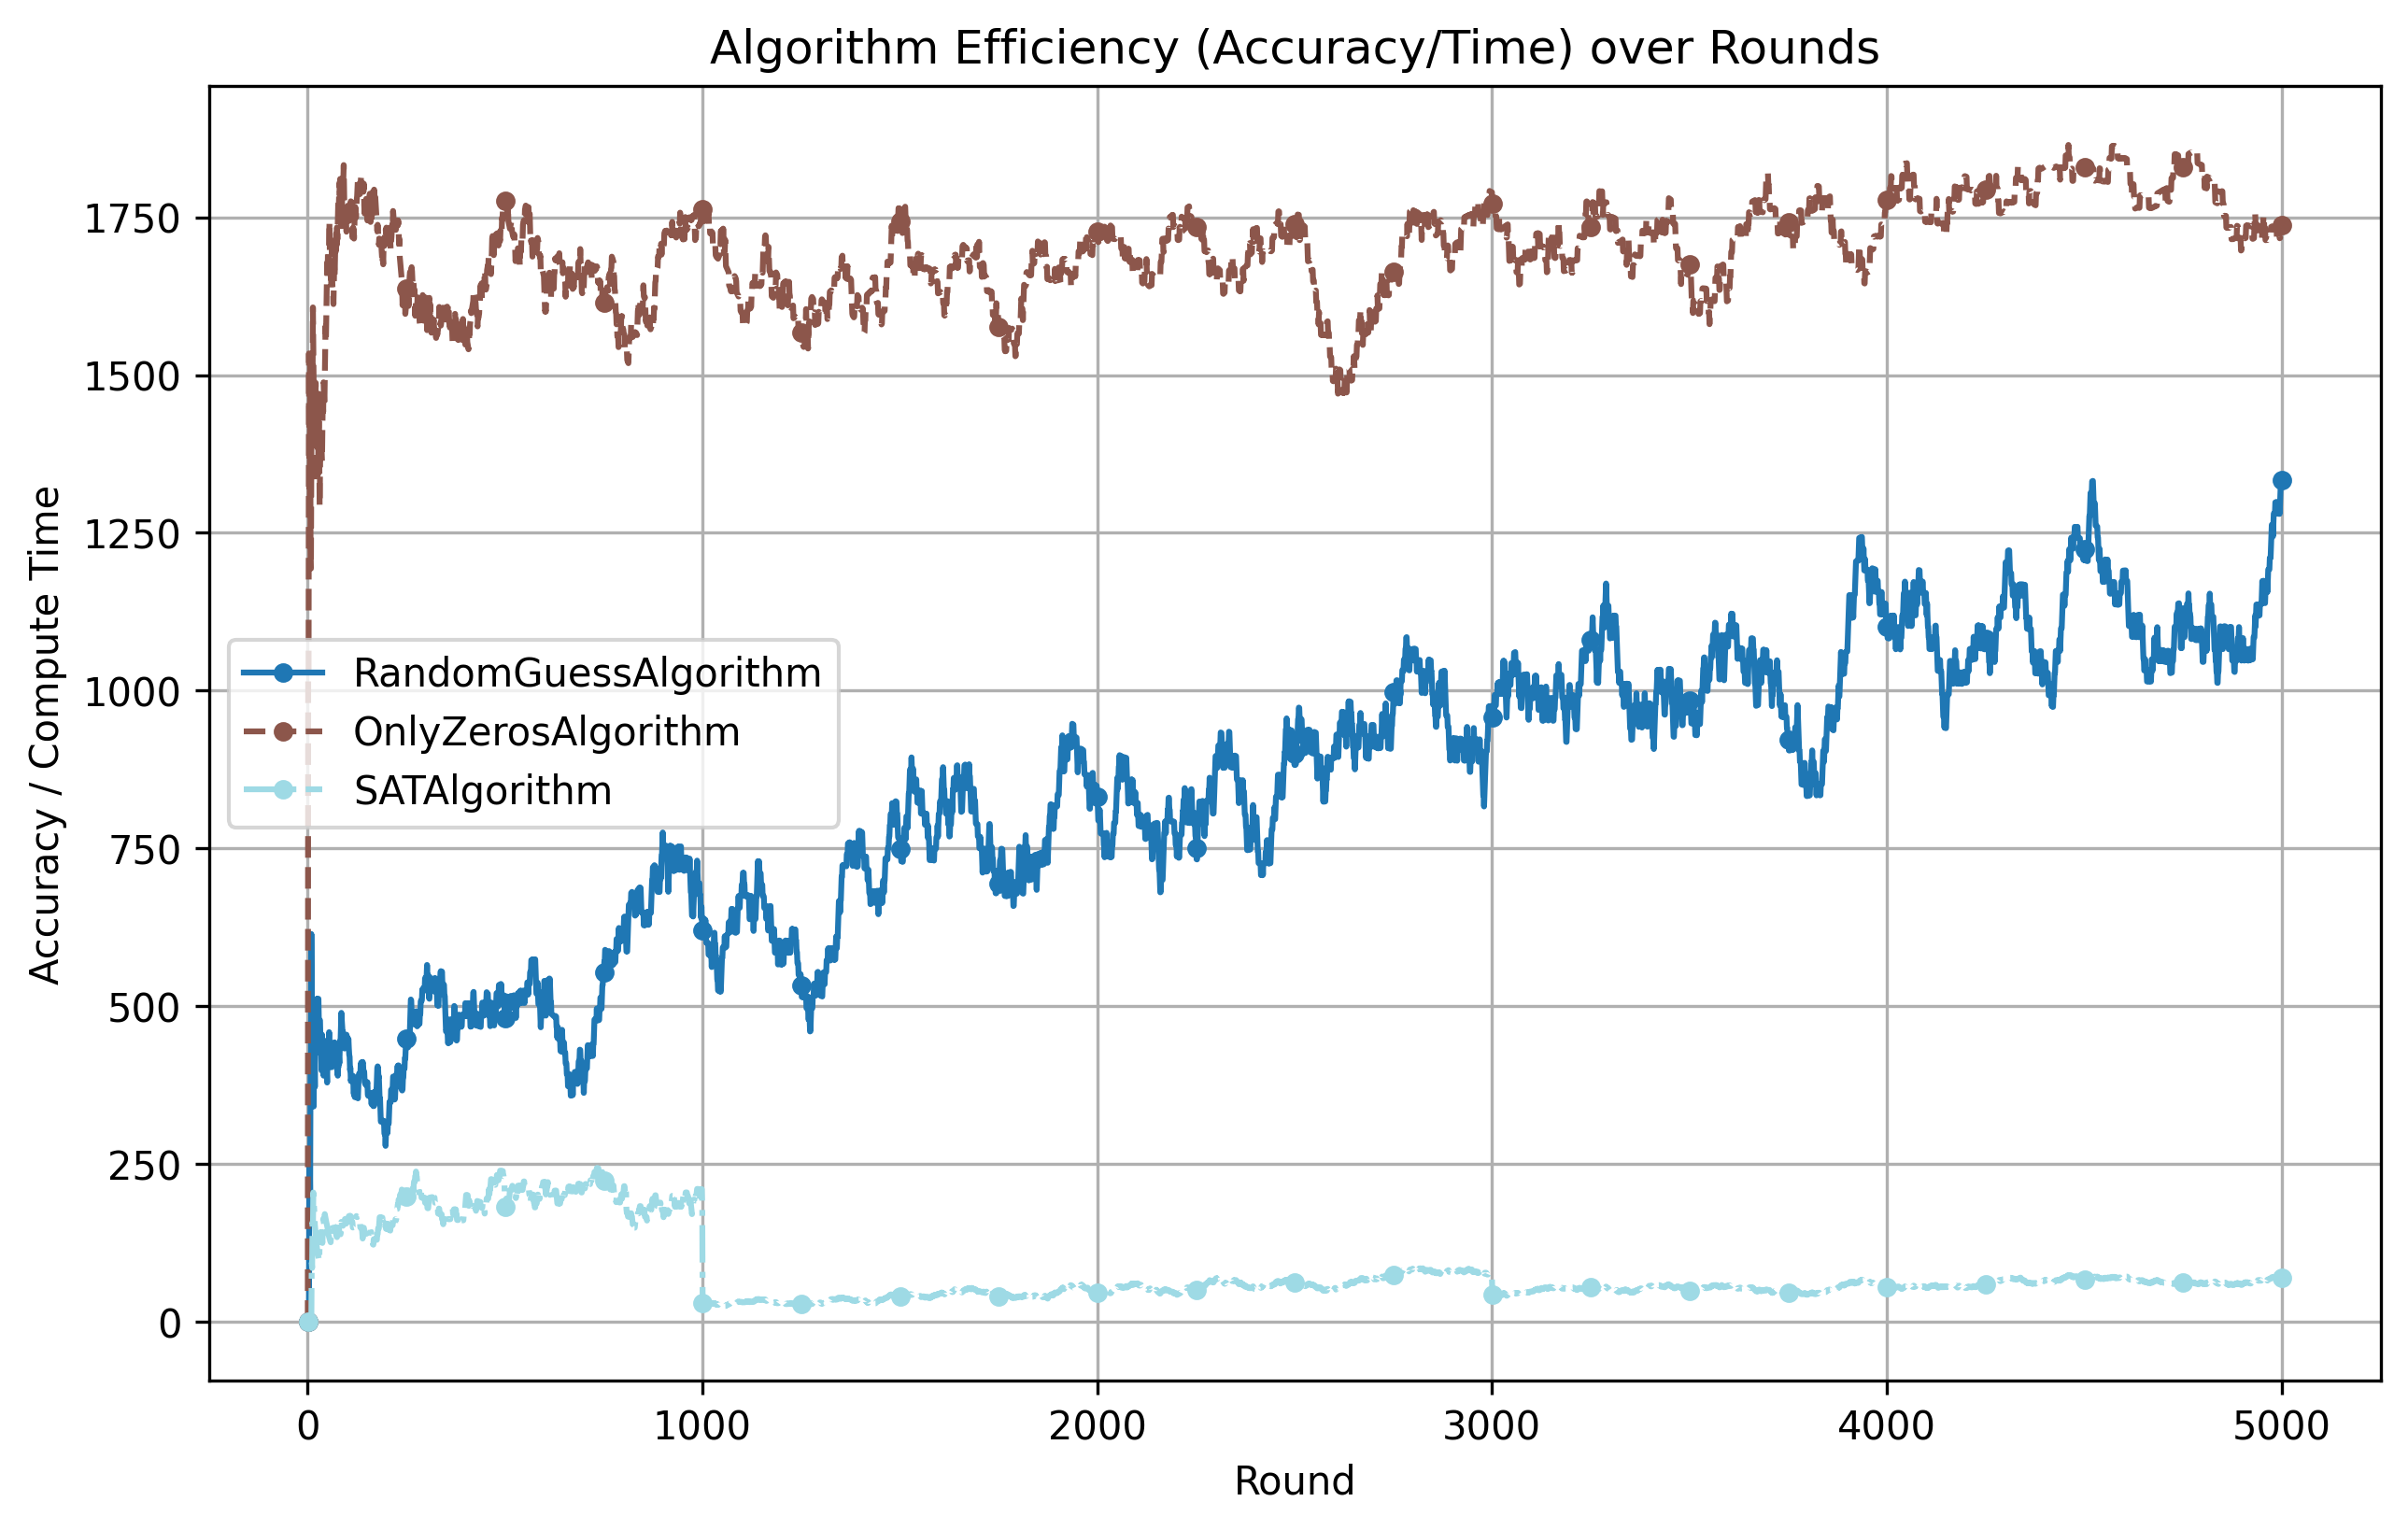 Algorithm Efficiency (Accuracy/Time) over Rounds
Accuracy / Compute Time
1750
1500
1250
1000
750
500
250
0
RandomGuessAlgorithm
OnlyZerosAlgorithm
SATAlgorithm
0 1000 2000 3000 4000 5000
Round